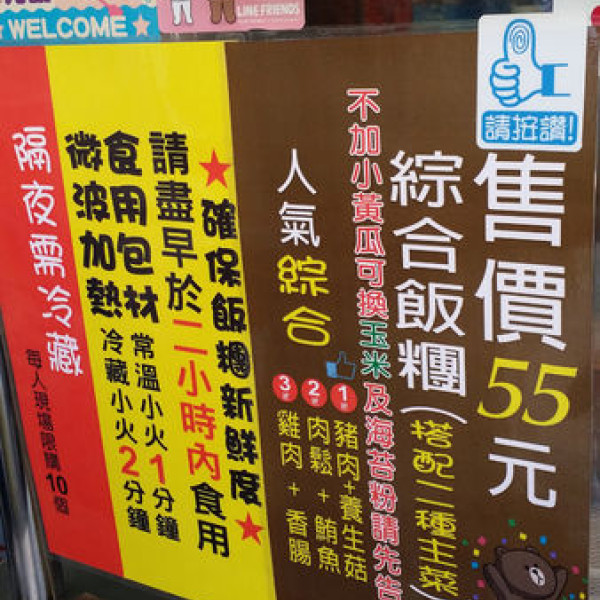 WELCOME
LINE FRIENDS
請按讚!
售價55元
綜合飯糰(搭配二種主菜)
不加小黃瓜可換玉米及海苔粉請先告
人氣綜合
1號 豬肉+養生菇
2號 肉鬆+鮪魚
3號 雞肉+香腸
★確保飯糰新鮮度★
請盡早於二小時內食用
食用包材 常溫小火1分鐘
微波加熱 冷藏小火2分鐘
隔夜需冷藏
每人現場限購10個